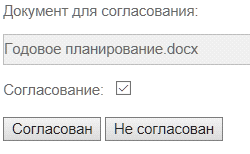 Документ для согласования:
Годовое планирование.docx
Согласование:
Согласован Не согласован